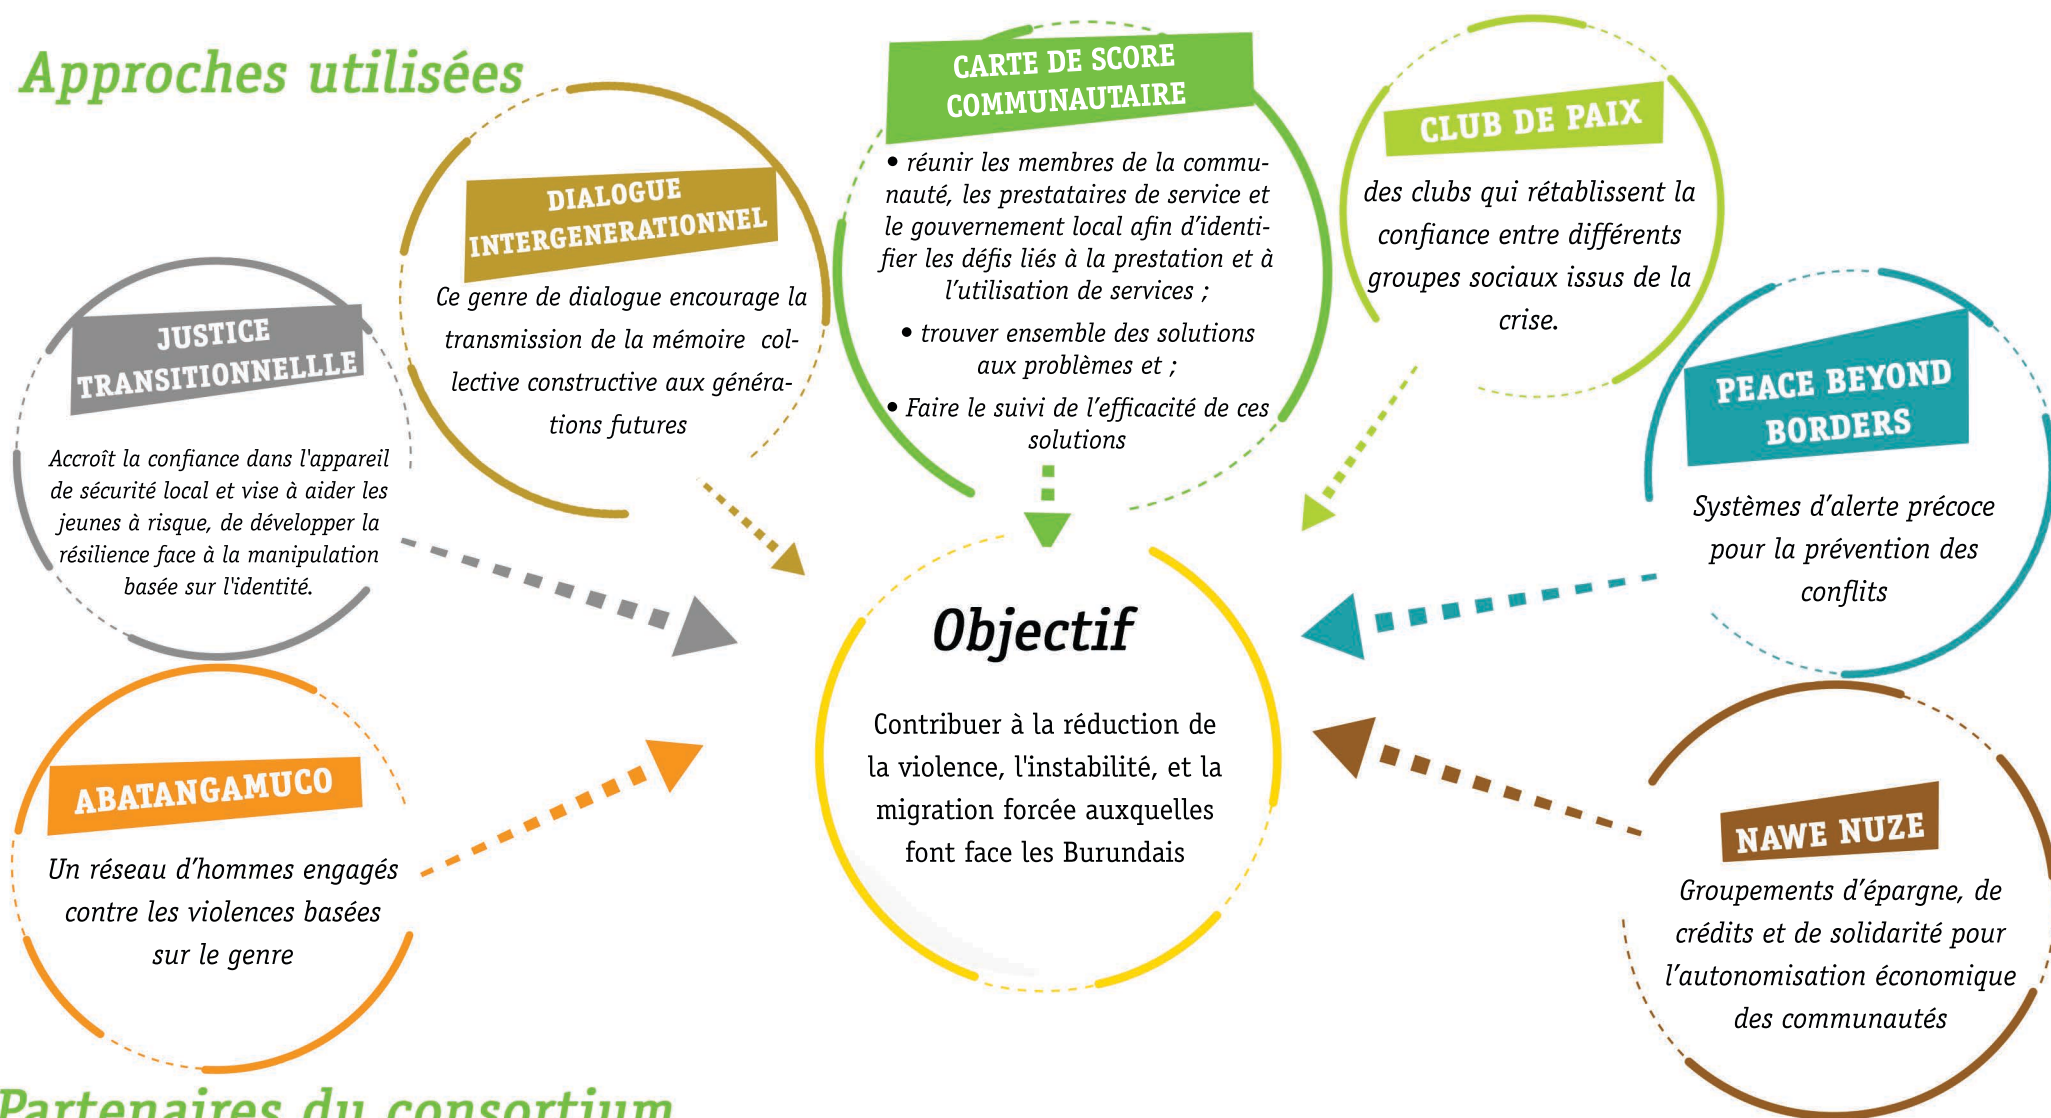 Approches utilisées
JUSTICE
TRANSITIONNELLLE
Accroît la confiance dans l'appareil
de sécurité local et vise à aider les
jeunes à risque, de développer la
résilience face à la manipulation
basée sur l'identité.
DIALOGUE
INTERGENERATIONNEL
Ce genre de dialogue encourage la
transmission de la mémoire col-
lective constructive aux généra-
tions futures
CARTE DE SCORE
COMMUNAUTAIRE
• réunir les membres de la commu-
nauté, les prestataires de service et
le gouvernement local afin d’identi-
fier les défis liés à la prestation et à
l’utilisation de services ;
• trouver ensemble des solutions
aux problèmes et ;
• Faire le suivi de l’efficacité de ces
solutions
CLUB DE PAIX
des clubs qui rétablissent la
confiance entre différents
groupes sociaux issus de la
crise.
PEACE BEYOND
BORDERS
Systèmes d’alerte précoce
pour la prévention des
conflits
ABATANGAMUCO
Un réseau d’hommes engagés
contre les violences basées
sur le genre
Objectif
Contribuer à la réduction de
la violence, l'instabilité, et la
migration forcée auxquelles
font face les Burundais
NAWE NUZE
Groupements d’épargne, de
crédits et de solidarité pour
l’autonomisation économique
des communautés
Partenaires du consortium